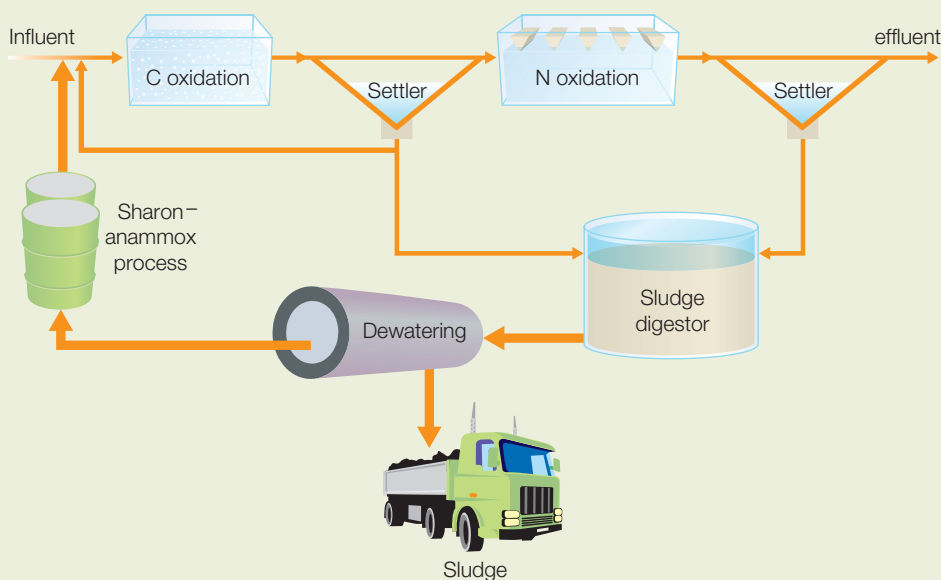 Influent
C oxidation
Settler
N oxidation
effluent
Settler
Sharon–
anammox
process
Dewatering
Sludge
digestor
Sludge